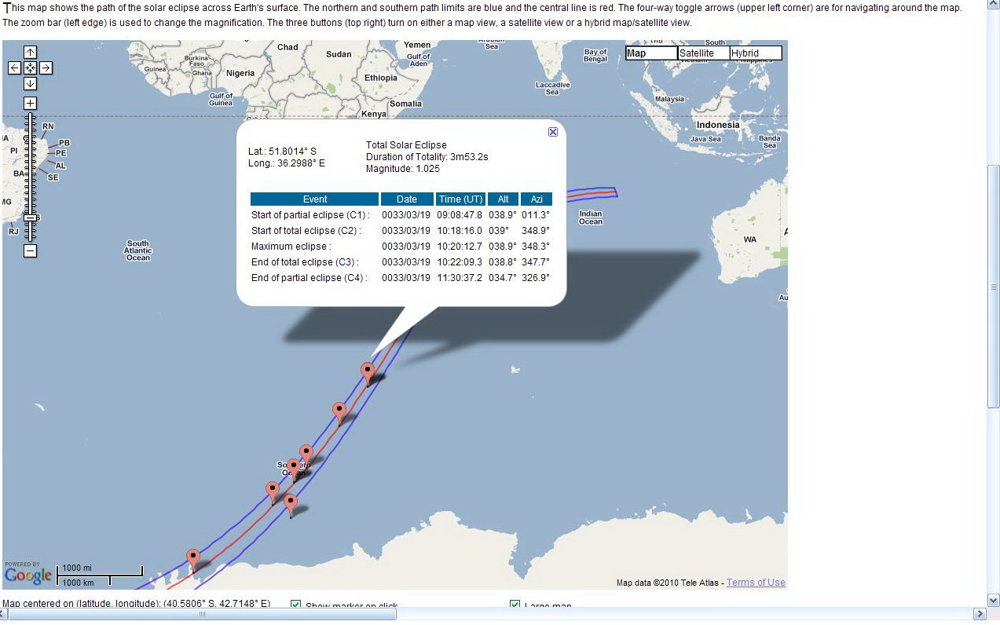 This map shows the path of the solar eclipse across Earth's surface. The northern and southern path limits are blue and the central line is red. The four-way toggle arrows (upper left corner) are for navigating around the map.
The zoom bar (left edge) is used to change the magnification. The three buttons (top right) turn on either a map view, a satellite view or a hybrid map/satellite view.
Map Satellite Hybrid
Guinea
Burkina
Faso
Ghana
Nigeria
Chad
Sudan
Gulf of
Guinea
Ethiopia
Yemen
Gulf of
Aden
Somalia
Kenya
Arabian
Sea
Laccadive
Sea
Bay of
Bengal
South
Vietnam
Philippines
Malaysia
Indonesia
Java Sea
Banda
Sea
RN
PB
PE
AL
SE
PI
BA
MG
RJ
South
Atlantic
Ocean
Indian
Ocean
WA
Au
Lat.: 51.8014° S
Long.: 36.2988° E
Total Solar Eclipse
Duration of Totality: 3m53.2s
Magnitude: 1.025
Event Date Time (UT) Alt Azi
Start of partial eclipse (C1) : 0033/03/19 09:08:47.8 038.9° 011.3°
Start of total eclipse (C2) : 0033/03/19 10:18:16.0 039° 348.9°
Maximum eclipse : 0033/03/19 10:20:12.7 038.9° 348.3°
End of total eclipse (C3) : 0033/03/19 10:22:09.3 038.8° 347.7°
End of partial eclipse (C4) : 0033/03/19 11:30:37.2 034.7° 326.9°
POWERED BY
Google
1000 mi
1000 km
Map data ©2010 Tele Atlas - Terms of Use
Map centered on (latitude, longitude): (40.5806° S, 42.7148° E) Show marker on click Large map